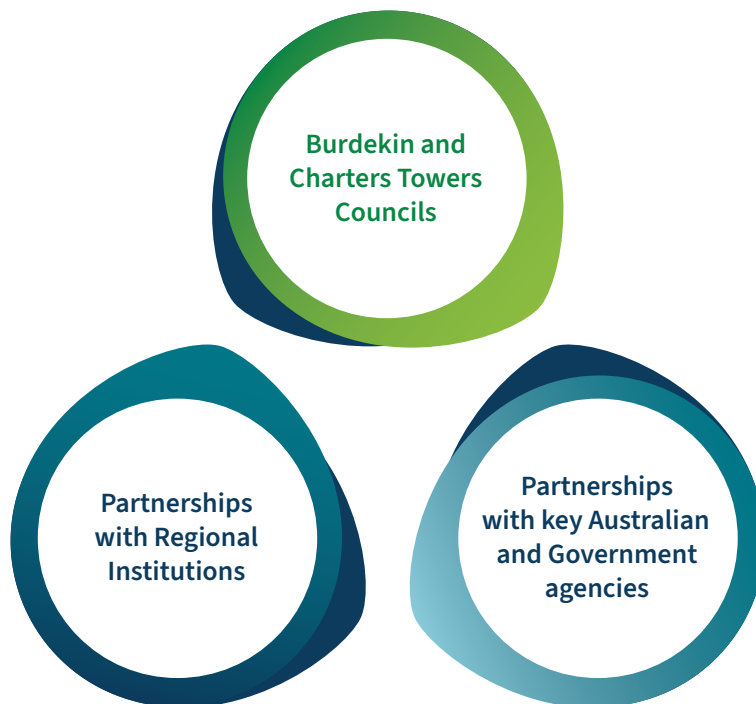 Burdekin and
Charters Towers
Councils
Partnerships
with Regional
Institutions
Partnerships
with key Australian
and Government
agencies